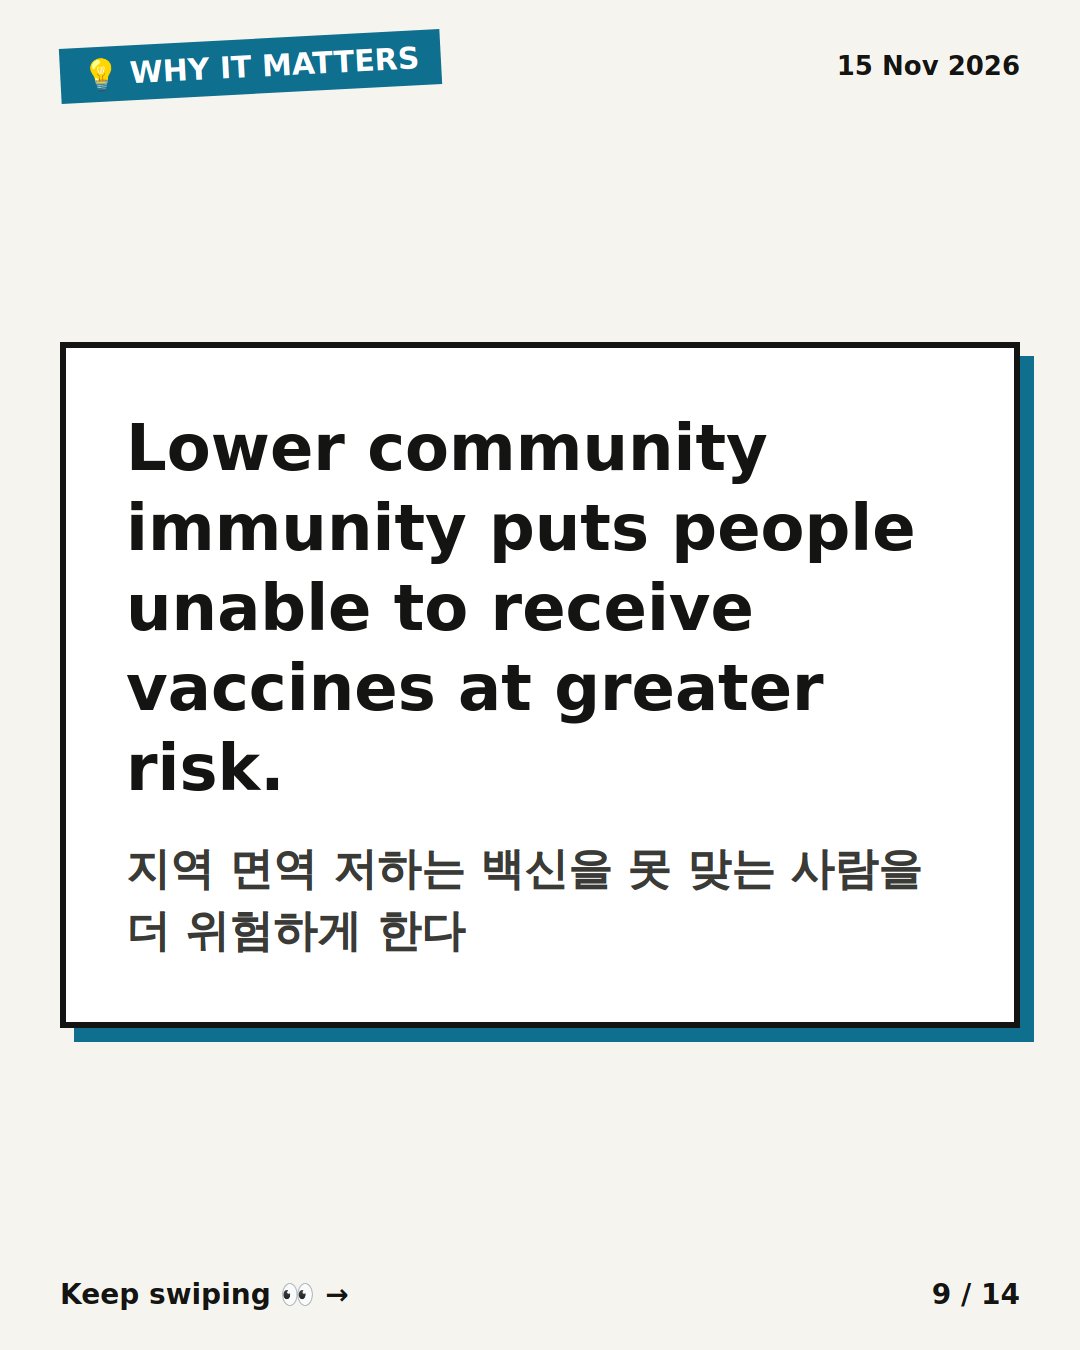 💡 WHY IT MATTERS
15 Nov 2026
Lower community
immunity puts people
unable to receive
vaccines at greater
risk.
지역 면역 저하는 백신을 못 맞는 사람을
더 위험하게 한다
Keep swiping 👀 →
9 / 14